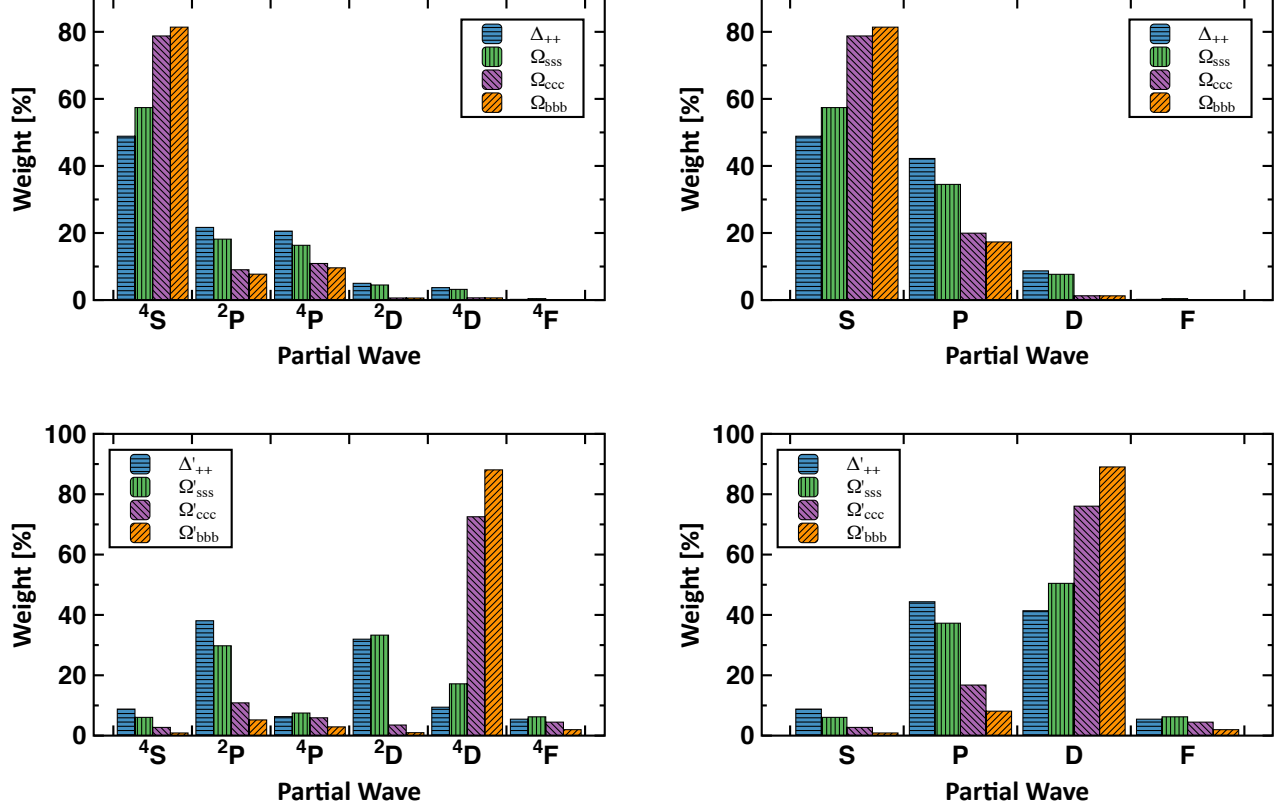 Weight [%]
80
60
40
20
0
Δ++
Ωsss
Ωccc
Ωbbb
⁴S ²P ⁴P ²D ⁴D ⁴F
Partial Wave
Weight [%]
80
60
40
20
0
Δ++
Ωsss
Ωccc
Ωbbb
S P D F
Partial Wave
Weight [%]
100
80
60
40
20
0
Δ'++
Ω'sss
Ω'ccc
Ω'bbb
⁴S ²P ⁴P ²D ⁴D ⁴F
Partial Wave
Weight [%]
100
80
60
40
20
0
Δ'++
Ω'sss
Ω'ccc
Ω'bbb
S P D F
Partial Wave